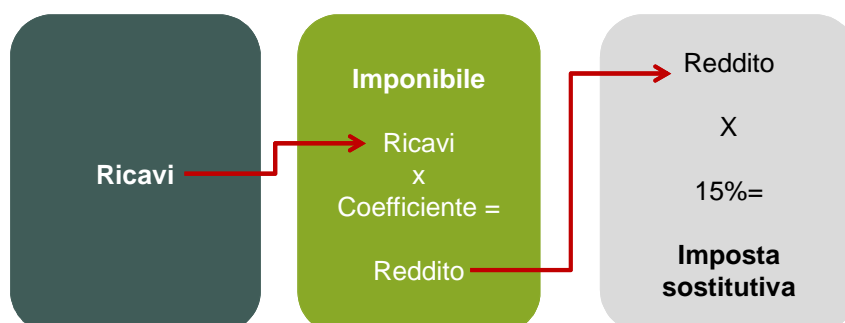 Ricavi
Imponibile
Ricavi
x
Coefficiente =
Reddito
Reddito
X
15%=
Imposta
sostitutiva